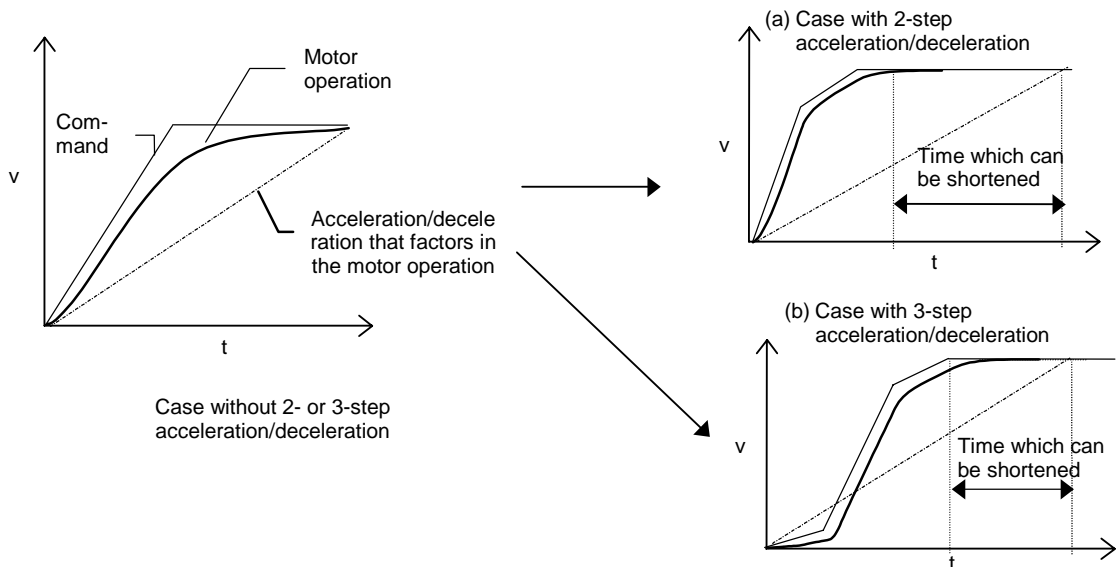 Motor
operation
Com-
mand
v
Acceleration/decele
ration that factors in
the motor operation
t
Case without 2- or 3-step
acceleration/deceleration
(a) Case with 2-step
acceleration/deceleration
v
Time which can
be shortened
t
(b) Case with 3-step
acceleration/deceleration
v
Time which can
be shortened
t